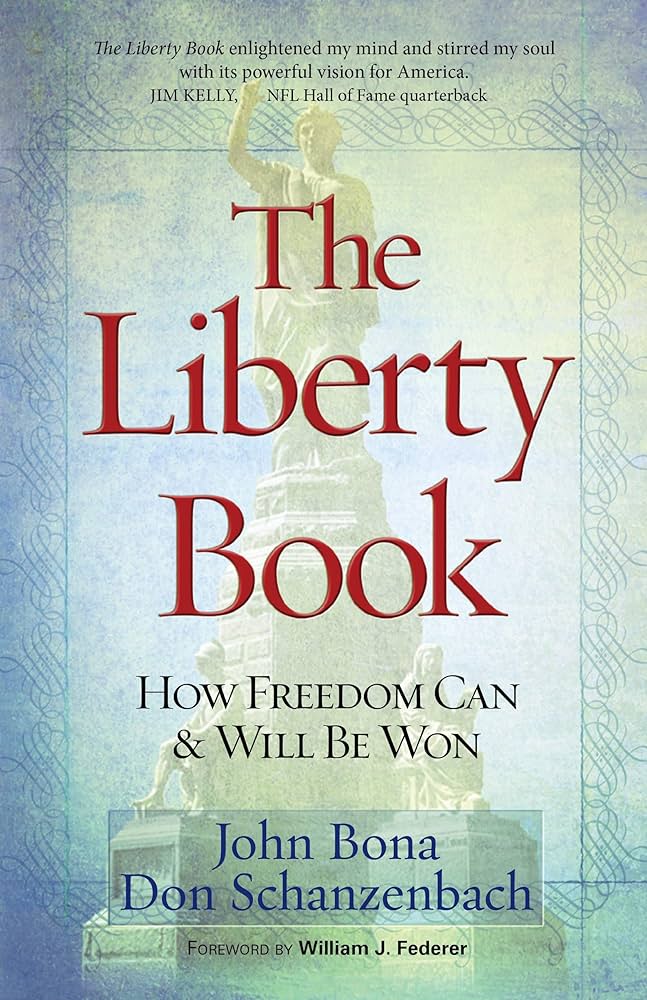 The Liberty Book enlightened my mind and stirred my soul
with its powerful vision for America.
JIM KELLY, NFL Hall of Fame quarterback
The
Liberty
Book
HOW FREEDOM CAN
& WILL BE WON
John Bona
Don Schanzenbach
FOREWORD BY William J. Federer